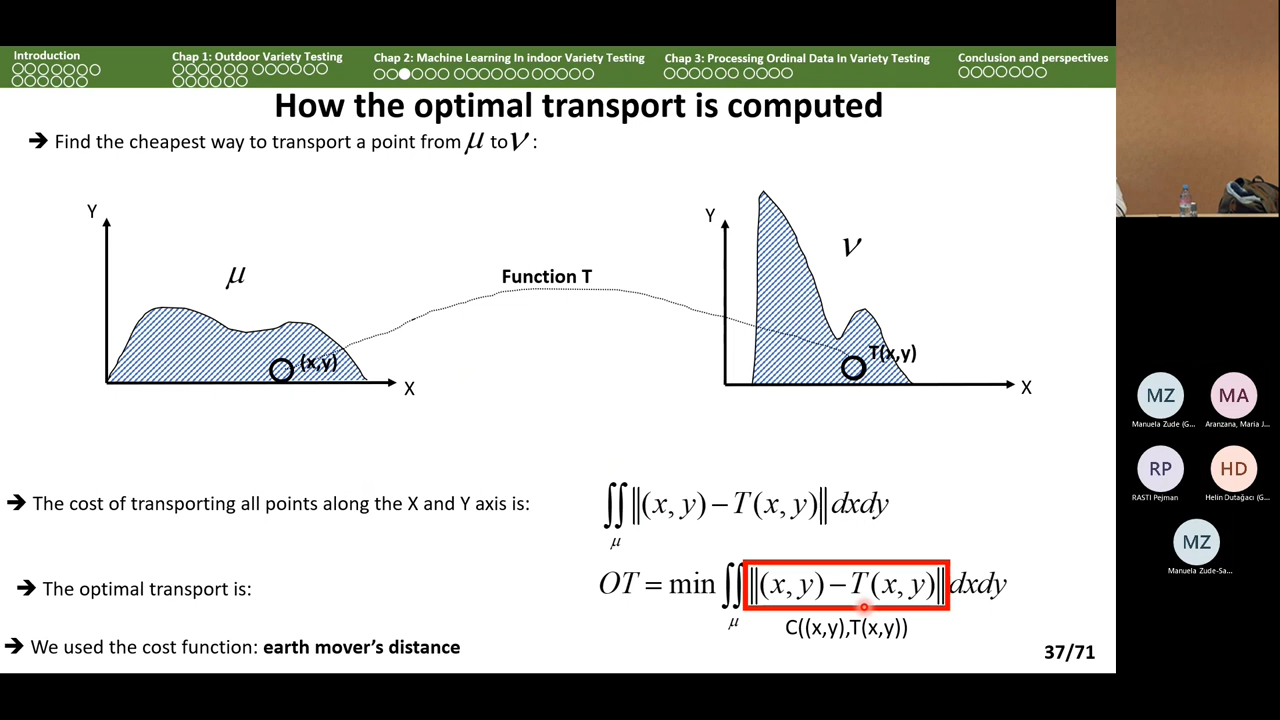 Introduction
Chap 1: Outdoor Variety Testing
Chap 2: Machine Learning In indoor Variety Testing
Chap 3: Processing Ordinal Data In Variety Testing
Conclusion and perspectives
How the optimal transport is computed
➔ Find the cheapest way to transport a point from μ to ν :
Y
μ
(x,y)
X
Function T
Y
ν
T(x,y)
X
➔ The cost of transporting all points along the X and Y axis is:
∬‖(x, y) − T(x, y)‖dxdy
μ
➔ The optimal transport is:
OT = min ∬‖(x, y) − T(x, y)‖dxdy
μ
C((x,y),T(x,y))
➔ We used the cost function: earth mover’s distance
37/71
MZ
Manuela Zude (G...
MA
Aranzana, Maria J...
RP
RASTI Pejman
HD
Helin Dutağacı (G...
MZ
Manuela Zude-Sa...